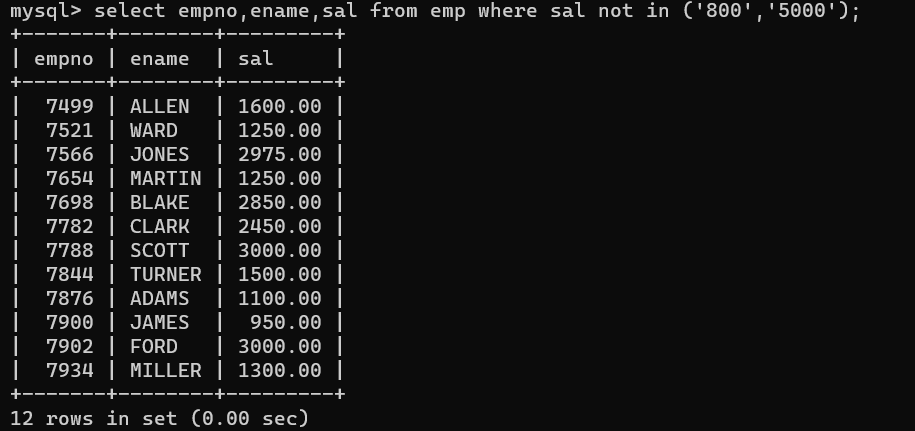 mysql> select empno,ename,sal from emp where sal not in ('800','5000');
+-------+--------+---------+
| empno | ename  | sal     |
+-------+--------+---------+
|  7499 | ALLEN  | 1600.00 |
|  7521 | WARD   | 1250.00 |
|  7566 | JONES  | 2975.00 |
|  7654 | MARTIN | 1250.00 |
|  7698 | BLAKE  | 2850.00 |
|  7782 | CLARK  | 2450.00 |
|  7788 | SCOTT  | 3000.00 |
|  7844 | TURNER | 1500.00 |
|  7876 | ADAMS  | 1100.00 |
|  7900 | JAMES  |  950.00 |
|  7902 | FORD   | 3000.00 |
|  7934 | MILLER | 1300.00 |
+-------+--------+---------+
12 rows in set (0.00 sec)